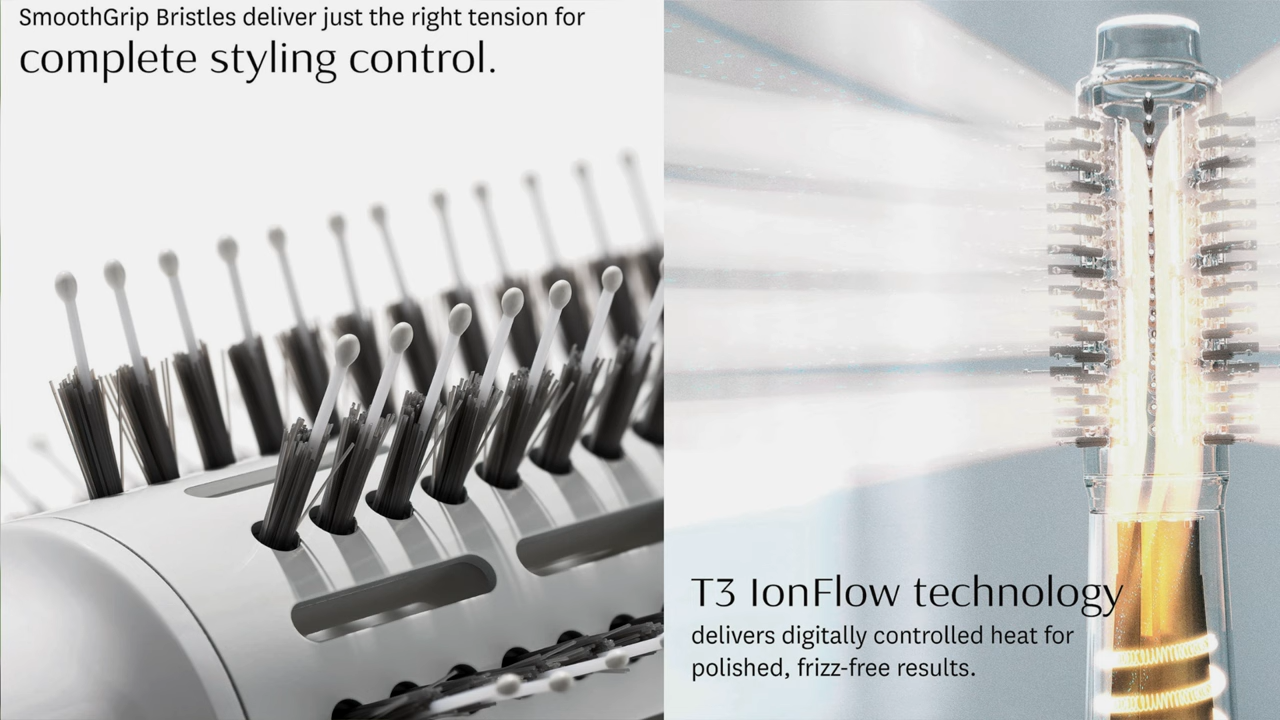 SmoothGrip Bristles deliver just the right tension for
complete styling control.
T3 IonFlow technology
delivers digitally controlled heat for
polished, frizz-free results.